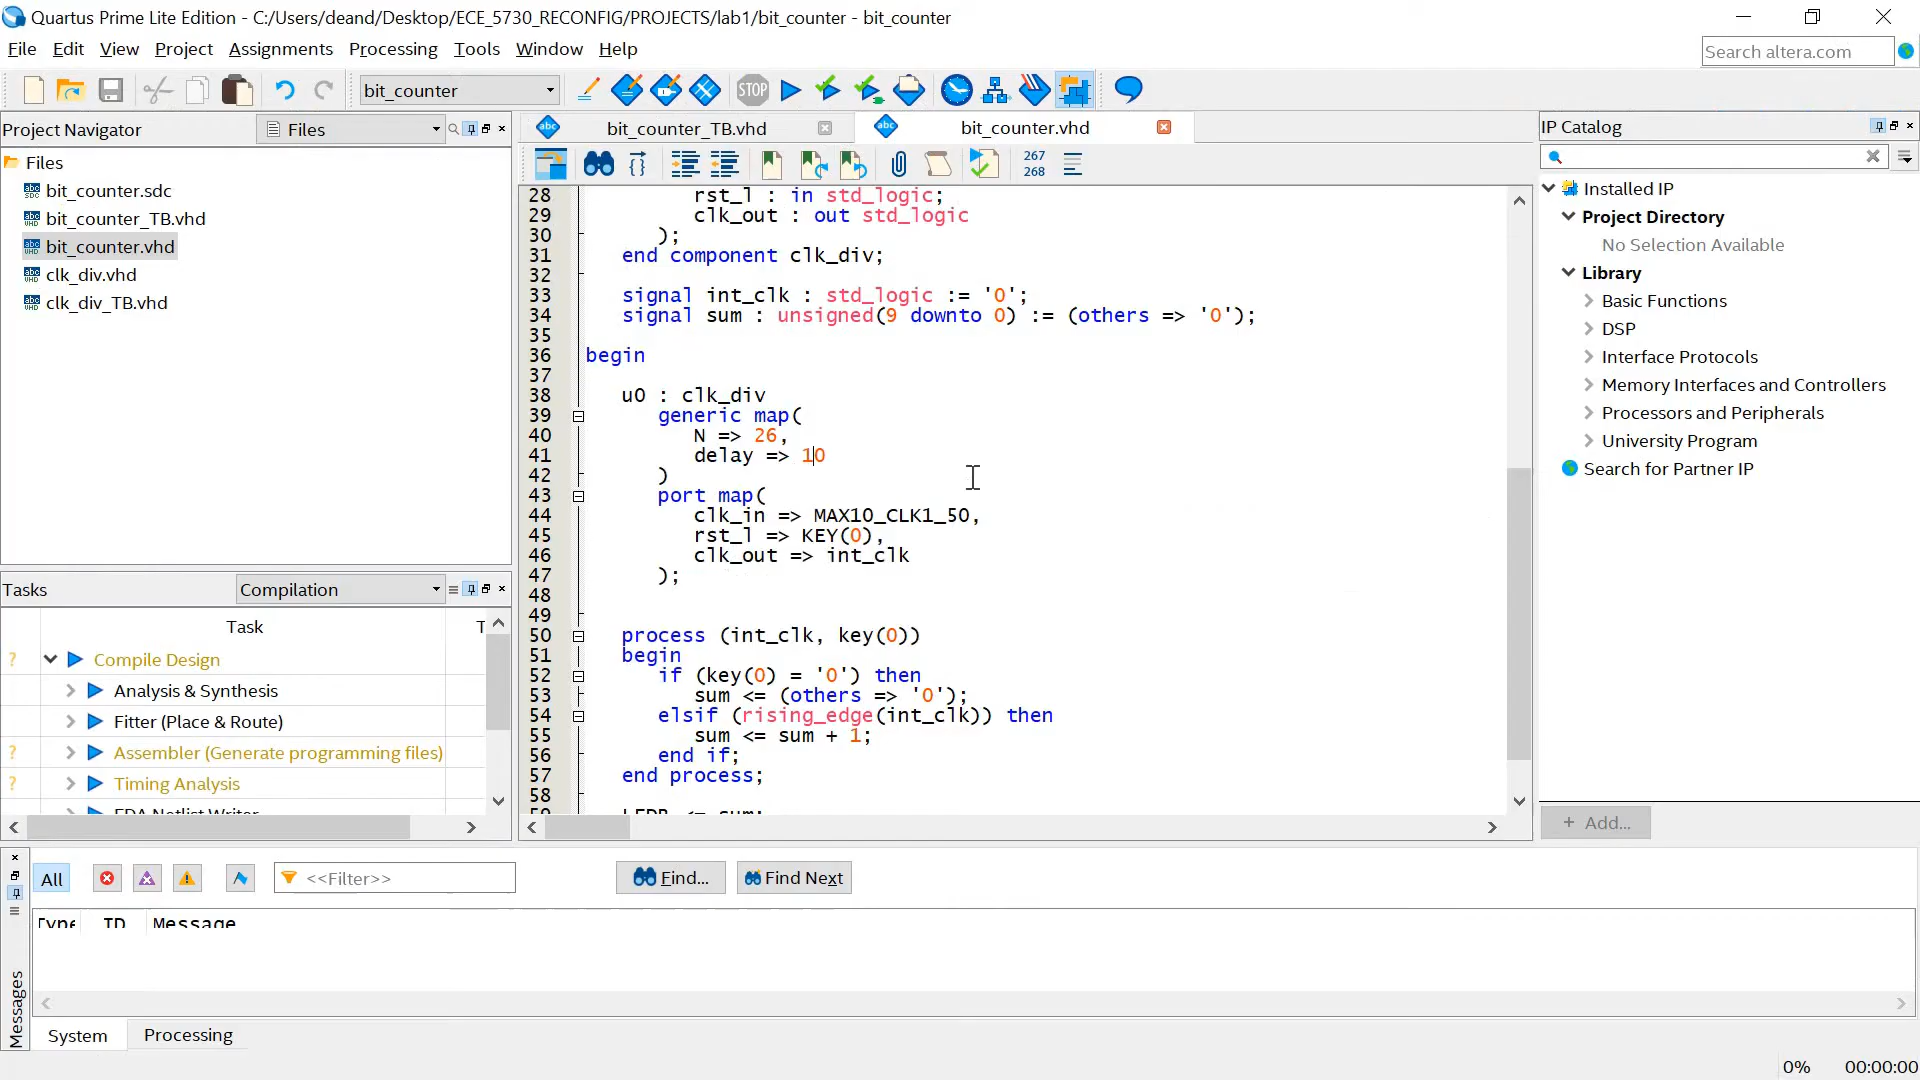 Quartus Prime Lite Edition - C:/Users/deand/Desktop/ECE_5730_RECONFIG/PROJECTS/lab1/bit_counter - bit_counter
File Edit View Project Assignments Processing Tools Window Help
Search altera.com
bit_counter
STOP
Project Navigator
Files
bit_counter_TB.vhd
bit_counter.vhd
IP Catalog
267
268
Files
bit_counter.sdc
bit_counter_TB.vhd
bit_counter.vhd
clk_div.vhd
clk_div_TB.vhd
28 rst_l : in std_logic;
29 clk_out : out std_logic
30 );
31 end component clk_div;
32
33 signal int_clk : std_logic := '0';
34 signal sum : unsigned(9 downto 0) := (others => '0');
35
36 begin
37
38 u0 : clk_div
39 generic map(
40 N => 26,
41 delay => 10
42 )
43 port map(
44 clk_in => MAX10_CLK1_50,
45 rst_l => KEY(0),
46 clk_out => int_clk
47 );
48
49
50 process (int_clk, key(0))
51 begin
52 if (key(0) = '0') then
53 sum <= (others => '0');
54 elsif (rising_edge(int_clk)) then
55 sum <= sum + 1;
56 end if;
57 end process;
58
Installed IP
Project Directory
No Selection Available
Library
Basic Functions
DSP
Interface Protocols
Memory Interfaces and Controllers
Processors and Peripherals
University Program
Search for Partner IP
+ Add...
Tasks
Compilation
Task
Compile Design
Analysis & Synthesis
Fitter (Place & Route)
Assembler (Generate programming files)
Timing Analysis
All
<<Filter>>
Find...
Find Next
Type ID Message
Messages
System
Processing
0% 00:00:00